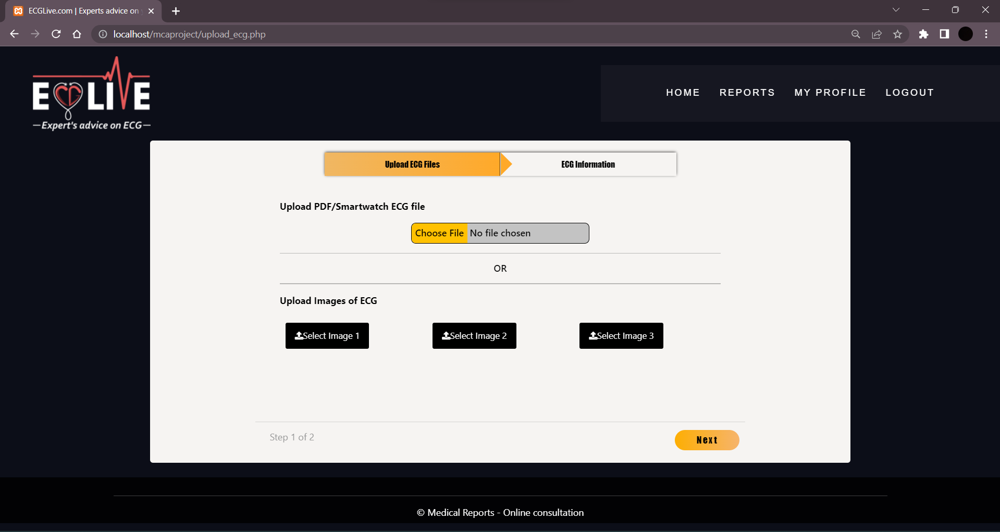 ECGLive.com | Experts advice on
localhost/mcaproject/upload_ecg.php
ECGLIVE
—Expert's advice on ECG—
HOME REPORTS MY PROFILE LOGOUT
Upload ECG Files ECG Information
Upload PDF/Smartwatch ECG file
Choose File No file chosen
OR
Upload Images of ECG
Select Image 1 Select Image 2 Select Image 3
Step 1 of 2 Next
© Medical Reports - Online consultation